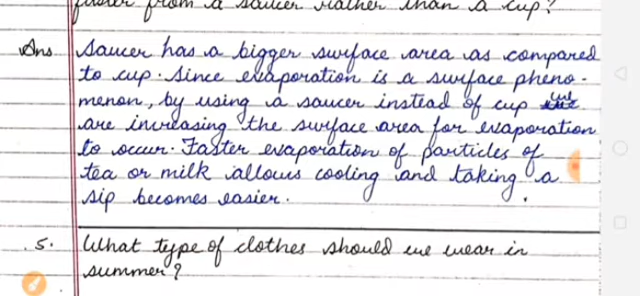 faster from a saucer rather than a cup?
Ans Saucer has a bigger surface area as compared
to cup. Since evaporation is a surface pheno-
menon, by using a saucer instead of cup we
are increasing the surface area for evaporation
to occur. Faster evaporation of particles of
tea or milk allows cooling and taking a
sip becomes easier.
5. What type of clothes should we wear in
summer?